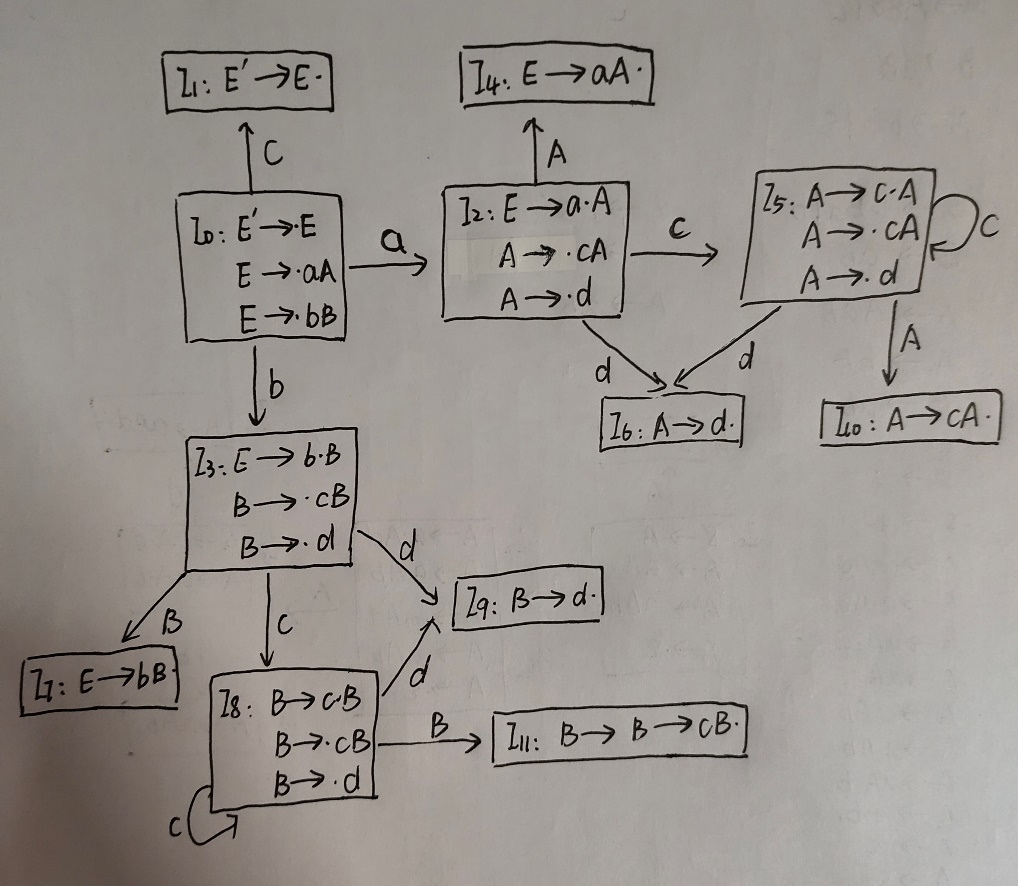 I1: E′→E·
I4: E→aA·
C
A
I0: E′→·E
E→·aA
E→·bB
a
I2: E→a·A
A→·cA
A→·d
c
I5: A→c·A
A→·cA
A→·d
c
b
d
d
A
I6: A→d·
I10: A→cA·
I3: E→b·B
B→·cB
B→·d
d
B
c
I9: B→d·
I7: E→bB·
d
I8: B→c·B
B→·cB
B→·d
B
I11: B→ B→cB·
c